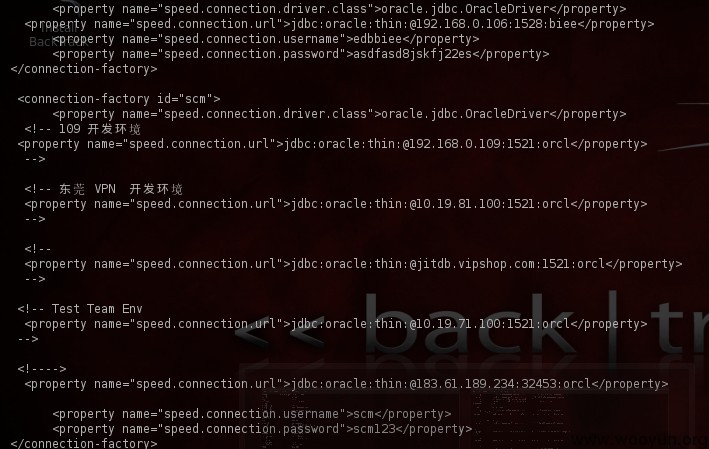 <property name="speed.connection.driver.class">oracle.jdbc.OracleDriver</property>
<property name="speed.connection.url">jdbc:oracle:thin:@192.168.0.106:1528:biee</property>
<property name="speed.connection.username">edbbiee</property>
<property name="speed.connection.password">asdfasd8jskfj22es</property>
</connection-factory>
<connection-factory id="scm">
<property name="speed.connection.driver.class">oracle.jdbc.OracleDriver</property>
<!-- 109 开发环境
<property name="speed.connection.url">jdbc:oracle:thin:@192.168.0.109:1521:orcl</property>
-->
<!-- 东莞 VPN 开发环境
<property name="speed.connection.url">jdbc:oracle:thin:@10.19.81.100:1521:orcl</property>
-->
<!--
<property name="speed.connection.url">jdbc:oracle:thin:@jitdb.vipshop.com:1521:orcl</property>
-->
<!-- Test Team Env
<property name="speed.connection.url">jdbc:oracle:thin:@10.19.71.100:1521:orcl</property>
-->
<!---->
<property name="speed.connection.url">jdbc:oracle:thin:@183.61.189.234:32453:orcl</property>
<property name="speed.connection.username">scm</property>
<property name="speed.connection.password">scm123</property>
</connection-factory>
Install
BackTrack
<< back | tr